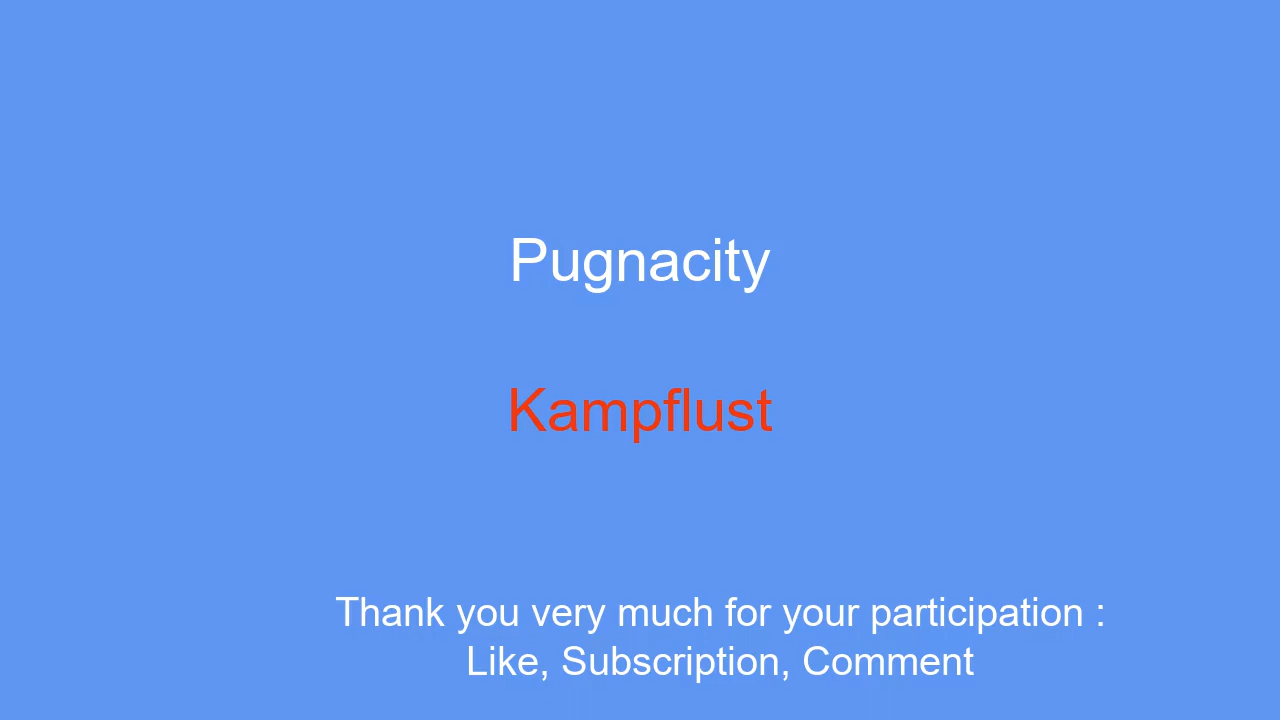 Pugnacity
Kampflust
Thank you very much for your participation :
Like, Subscription, Comment